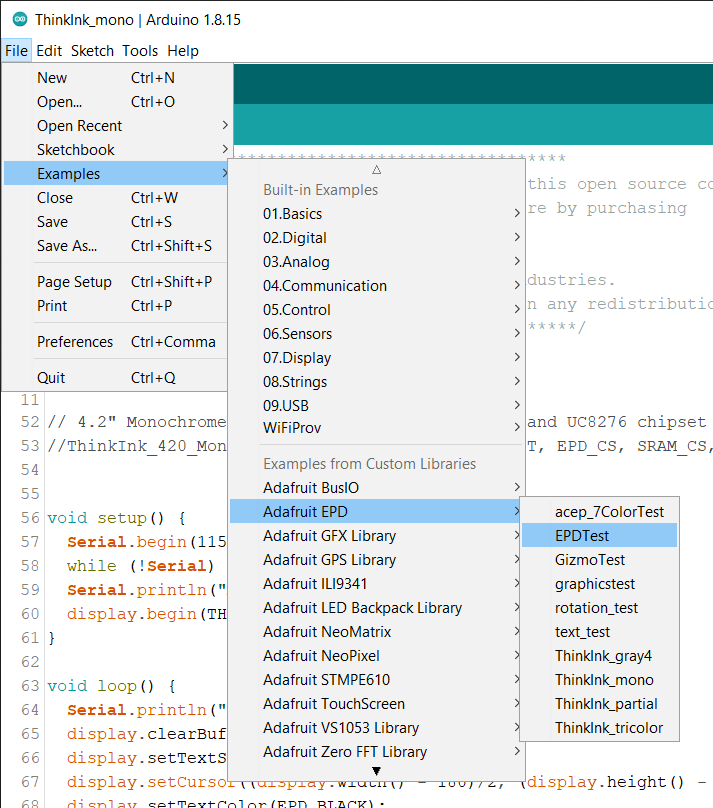 ThinkInk_mono | Arduino 1.8.15
File Edit Sketch Tools Help
New Ctrl+N
Open... Ctrl+O
Open Recent
Sketchbook
Examples
Close Ctrl+W
Save Ctrl+S
Save As... Ctrl+Shift+S
Page Setup Ctrl+Shift+P
Print Ctrl+P
Preferences Ctrl+Comma
Quit Ctrl+Q
Built-in Examples
01.Basics
02.Digital
03.Analog
04.Communication
05.Control
06.Sensors
07.Display
08.Strings
09.USB
WiFiProv
Examples from Custom Libraries
Adafruit BusIO
Adafruit EPD
Adafruit GFX Library
Adafruit GPS Library
Adafruit ILI9341
Adafruit LED Backpack Library
Adafruit NeoMatrix
Adafruit NeoPixel
Adafruit STMPE610
Adafruit TouchScreen
Adafruit VS1053 Library
Adafruit Zero FFT Library
acep_7ColorTest
EPDTest
GizmoTest
graphicstest
rotation_test
text_test
ThinkInk_gray4
ThinkInk_mono
ThinkInk_partial
ThinkInk_tricolor
*********************************
this open source co
re by purchasing
dustries.
n any redistributio
*****/
52 // 4.2" Monochrome and UC8276 chipset
53 //ThinkInk_420_Mon T, EPD_CS, SRAM_CS,
54
55
56 void setup() {
57 Serial.begin(115
58 while (!Serial)
59 Serial.println("
60 display.begin(TH
61 }
62
63 void loop() {
64 Serial.println("
65 display.clearBuf
66 display.setTextS
67 display.setCursor((display.width() - 180)/2, (display.height() -
68 display.setTextColor(EPD_BLACK);